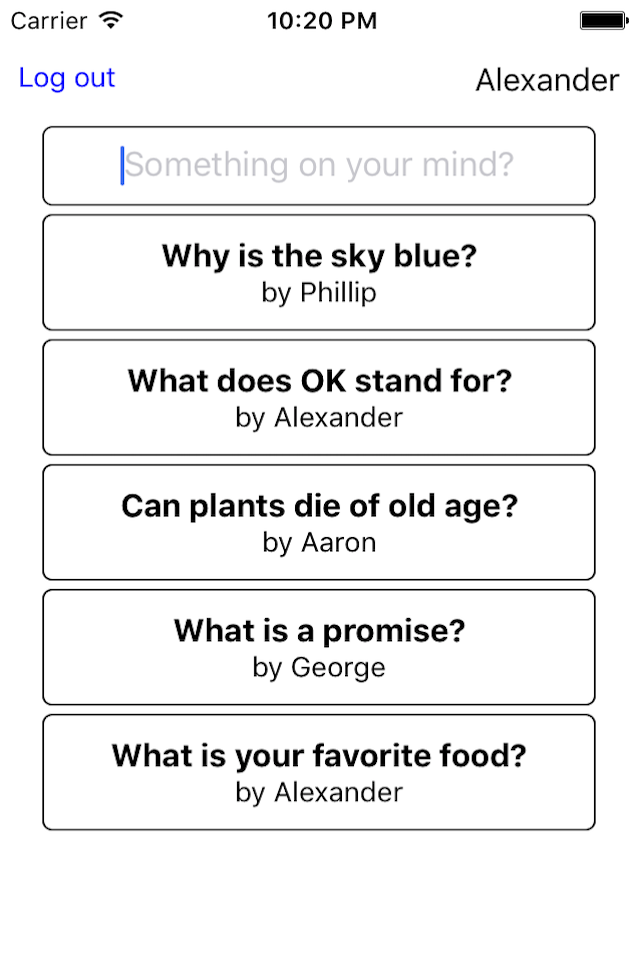 Carrier 10:20 PM
Log out Alexander
Something on your mind?
Why is the sky blue?
by Phillip
What does OK stand for?
by Alexander
Can plants die of old age?
by Aaron
What is a promise?
by George
What is your favorite food?
by Alexander